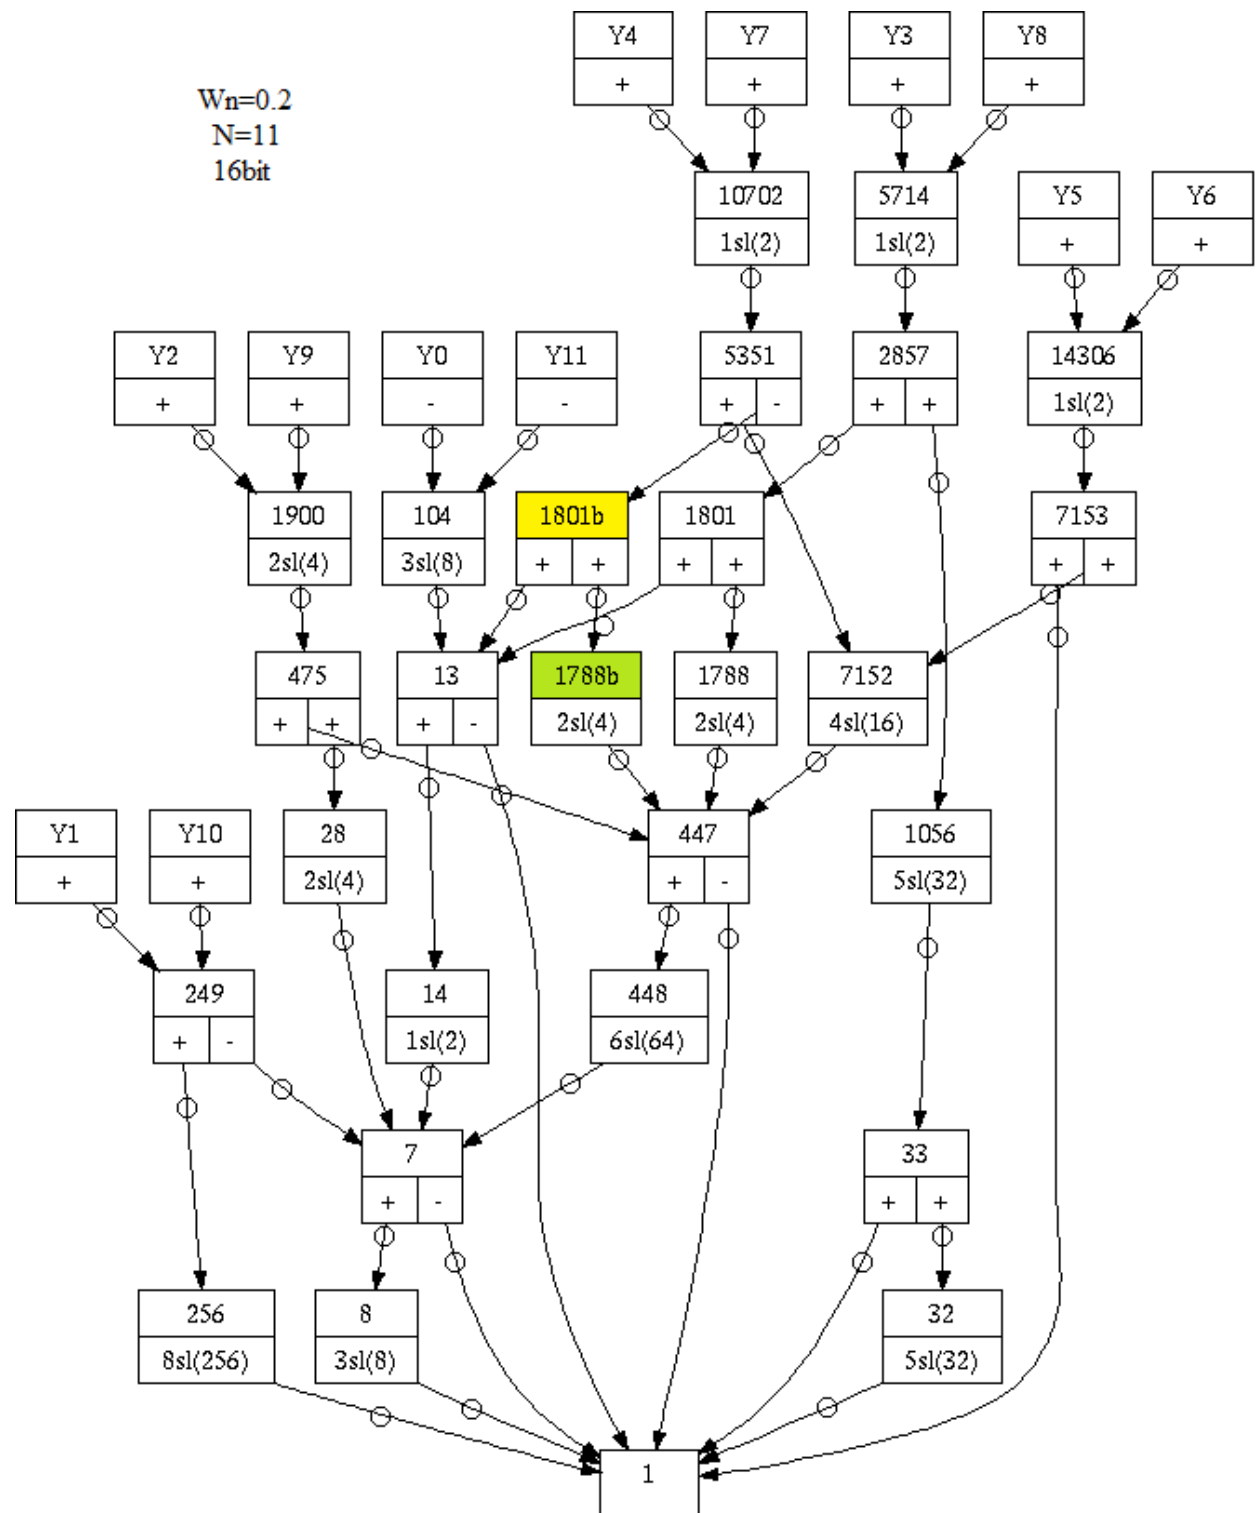 Y4 Y7 Y3 Y8
+ + + +
Wn=0.2
N=11
16bit
10702 5714 Y5 Y6
1sl(2) 1sl(2) + +
Y2 Y9 Y0 Y11 5351 2857 14306
+ + - - + - + + 1sl(2)
1900 104 1801b 1801 7153
2sl(4) 3sl(8) + + + + + +
475 13 1788b 1788 7152
+ + + - 2sl(4) 2sl(4) 4sl(16)
Y1 Y10 28 447 1056
+ + 2sl(4) + - 5sl(32)
249 14 448
+ - 1sl(2) 6sl(64)
7 33
+ - + +
256 8 32
8sl(256) 3sl(8) 5sl(32)
1